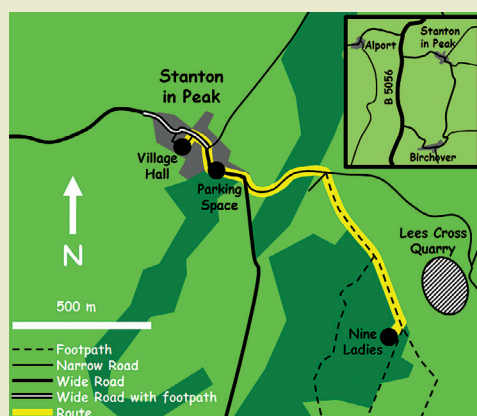 Stanton
in Peak
Village
Hall
Parking
Space
N
500 m
Lees Cross
Quarry
Nine
Ladies
Footpath
Narrow Road
Wide Road
Wide Road with footpath
Route
Alport
Stanton
in Peak
B 5056
Birchover